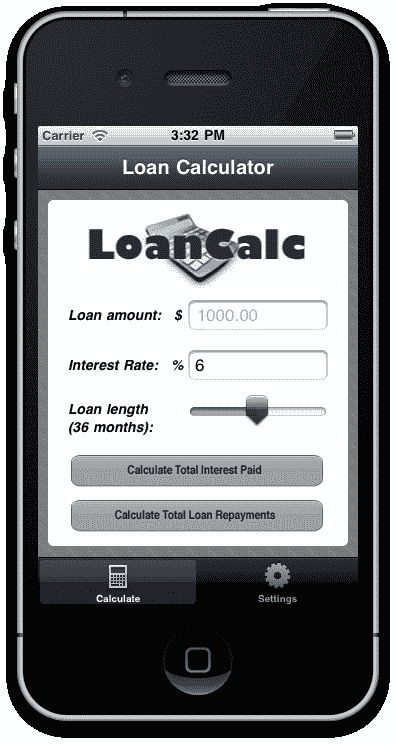 Carrier 3:32 PM
Loan Calculator
LoanCalc
Loan amount: $ 1000.00
Interest Rate: % 6
Loan length
(36 months):
Calculate Total Interest Paid
Calculate Total Loan Repayments
Calculate Settings